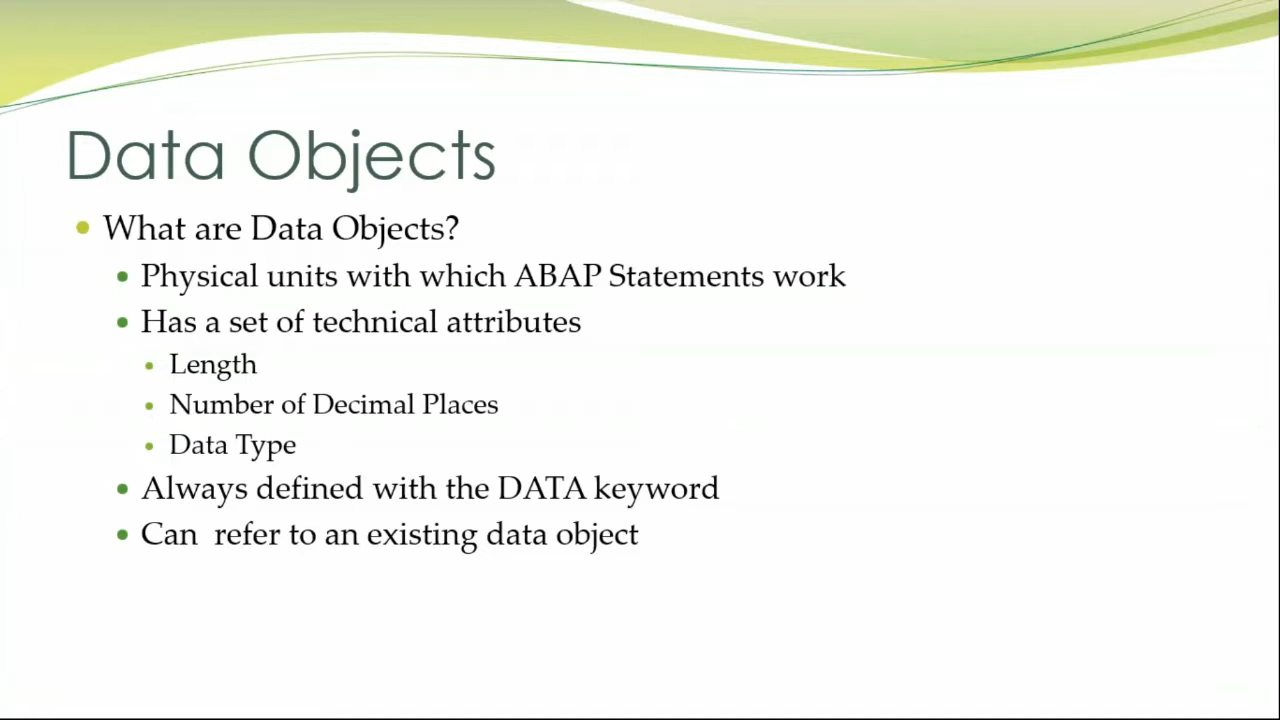 Data Objects
What are Data Objects?
Physical units with which ABAP Statements work
Has a set of technical attributes
Length
Number of Decimal Places
Data Type
Always defined with the DATA keyword
Can  refer to an existing data object